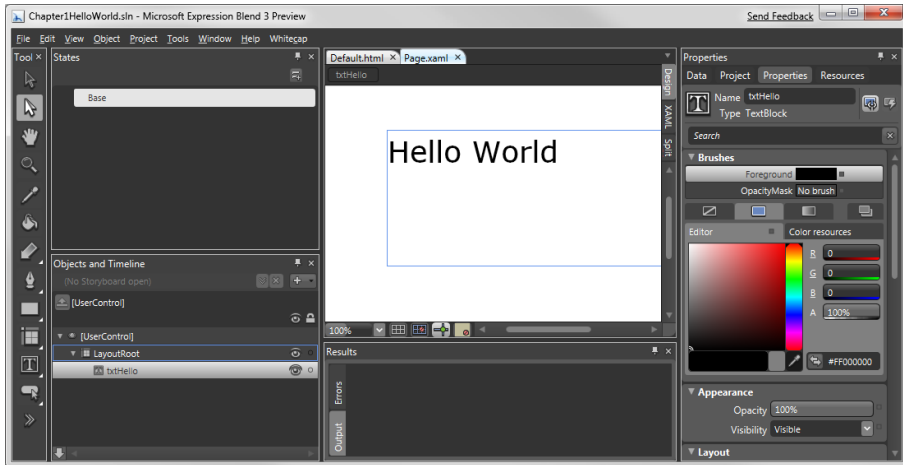 Chapter1HelloWorld.sln - Microsoft Expression Blend 3 Preview
Send Feedback
File Edit View Object Project Tools Window Help Whitecap
Tool
States
Base
Objects and Timeline
(No Storyboard open)
[UserControl]
[UserControl]
LayoutRoot
txtHello
Default.html
Page.xaml
txtHello
Design
XAML
Split
Hello World
100%
Results
Errors
Output
Properties
Data Project Properties Resources
T Name txtHello
Type TextBlock
Search
Brushes
Foreground
OpacityMask No brush
Editor
Color resources
R 0
G 0
B 0
A 100%
#FF000000
Appearance
Opacity 100%
Visibility Visible
Layout